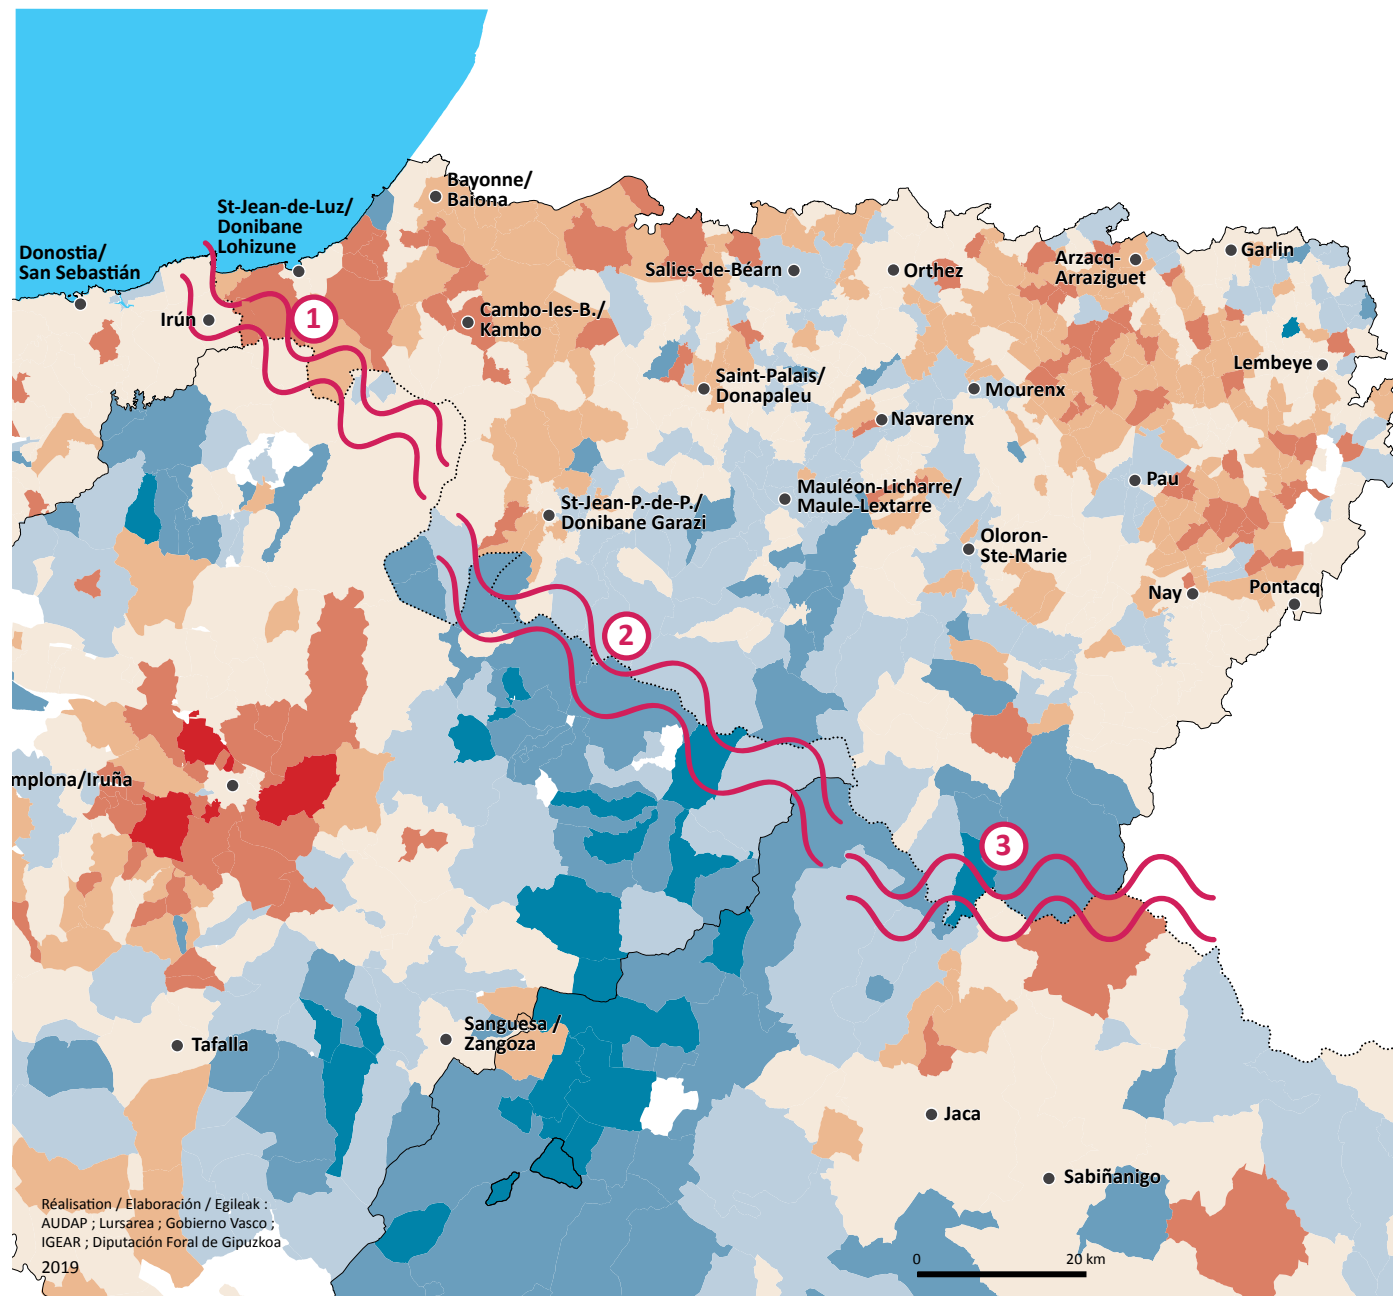 Bayonne/
Baiona
St-Jean-de-Luz/
Donibane
Lohizune
Donostia/
San Sebastián
Irún
1
Cambo-les-B./
Kambo
Salies-de-Béarn
Orthez
Arzacq-
Arraziguet
Garlin
Lembeye
Saint-Palais/
Donapaleu
Mourenx
Navarenx
Pau
St-Jean-P.-de-P./
Donibane Garazi
Mauléon-Licharre/
Maule-Lextarre
Oloron-
Ste-Marie
Nay
Pontacq
2
mplona/Iruña
3
Tafalla
Sanguesa /
Zangoza
Jaca
Sabiñanigo
Réalisation / Elaboración / Egileak :
AUDAP ; Lursarea ; Gobierno Vasco ;
IGEAR ; Diputación Foral de Gipuzkoa
2019
0 20 km